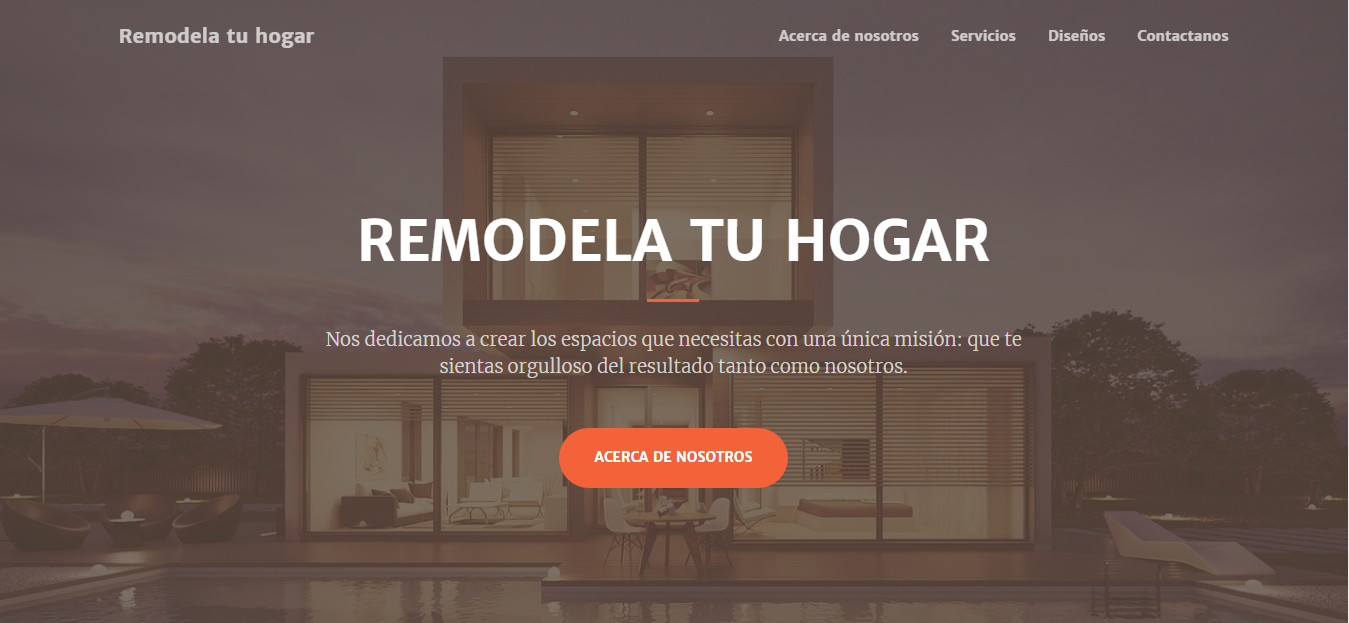 Remodela tu hogar
Acerca de nosotros Servicios Diseños Contactanos
REMODELA TU HOGAR
Nos dedicamos a crear los espacios que necesitas con una única misión: que te
sientas orgulloso del resultado tanto como nosotros.
ACERCA DE NOSOTROS